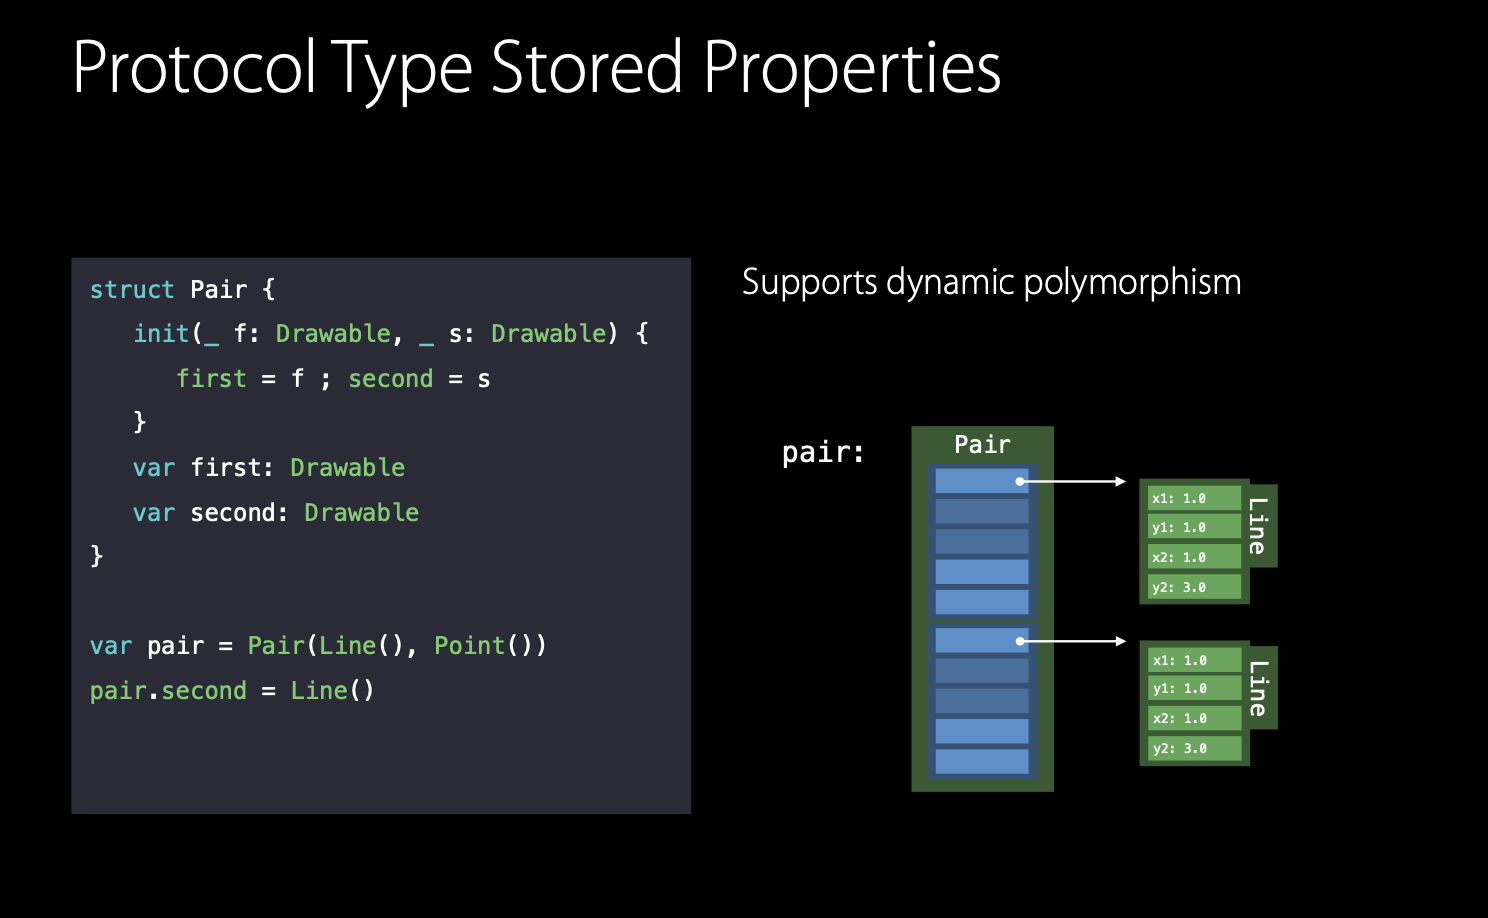 Protocol Type Stored Properties
struct Pair {
init(_ f: Drawable, _ s: Drawable) {
first = f ; second = s
}
var first: Drawable
var second: Drawable
}
var pair = Pair(Line(), Point())
pair.second = Line()
Supports dynamic polymorphism
pair:
Pair
x1: 1.0
y1: 1.0
x2: 1.0
y2: 3.0
Line
x1: 1.0
y1: 1.0
x2: 1.0
y2: 3.0
Line